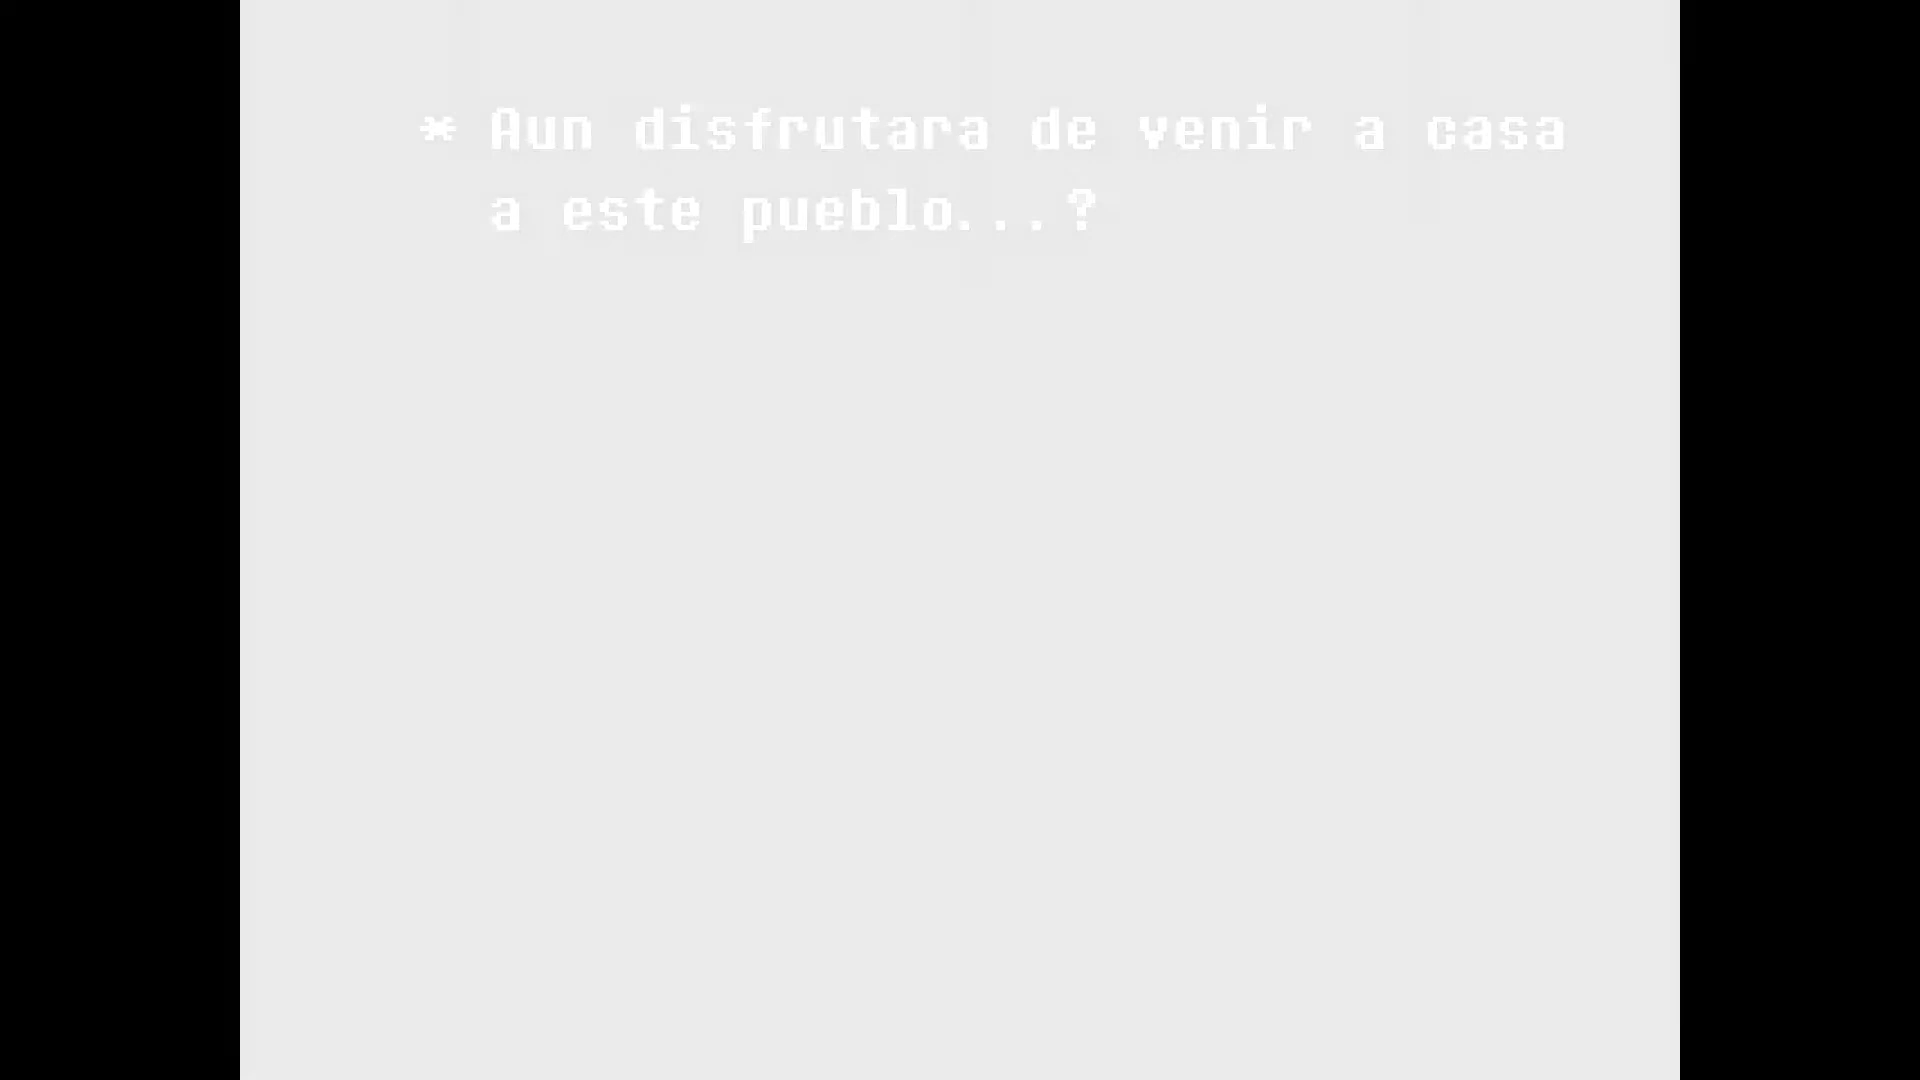 * Aun disfrutara de venir a casa
a este pueblo...?